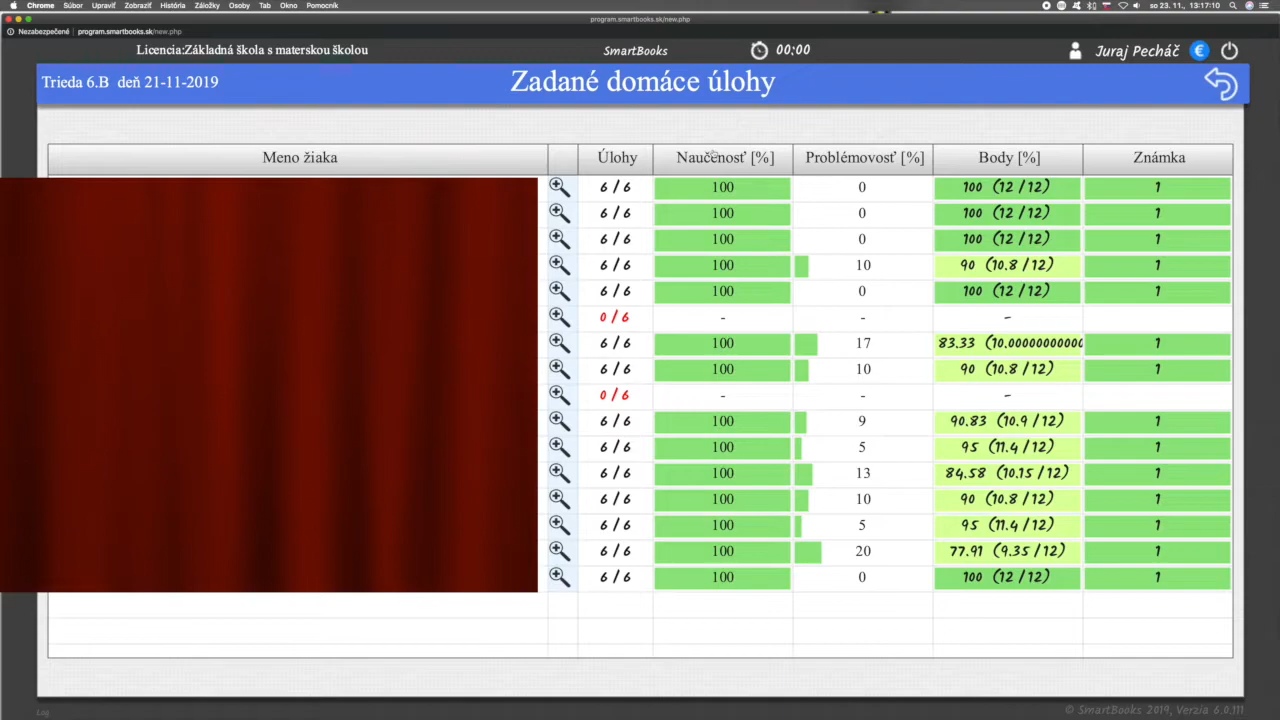 Chrome Súbor Upraviť Zobraziť História Záložky Osoby Tab Okno Pomocník so 23. 11., 13:17:10
program.smartbooks.sk/new.php
Nezabezpečené program.smartbooks.sk/new.php
Licencia:Základná škola s materskou školou SmartBooks 00:00 Juraj Pecháč €
Trieda 6.B deň 21-11-2019 Zadané domáce úlohy
Meno žiaka Úlohy Naučenosť [%] Problémovosť [%] Body [%] Známka
6 / 6 100 0 100 (12 / 12) 1
6 / 6 100 0 100 (12 / 12) 1
6 / 6 100 0 100 (12 / 12) 1
6 / 6 100 10 90 (10.8 / 12) 1
6 / 6 100 0 100 (12 / 12) 1
0 / 6 - - -
6 / 6 100 17 83.33 (10.00000000000 1
6 / 6 100 10 90 (10.8 / 12) 1
0 / 6 - - -
6 / 6 100 9 90.83 (10.9 / 12) 1
6 / 6 100 5 95 (11.4 / 12) 1
6 / 6 100 13 84.58 (10.15 / 12) 1
6 / 6 100 10 90 (10.8 / 12) 1
6 / 6 100 5 95 (11.4 / 12) 1
6 / 6 100 20 77.91 (9.35 / 12) 1
6 / 6 100 0 100 (12 / 12) 1
Log © SmartBooks 2019, Verzia 6.0.111